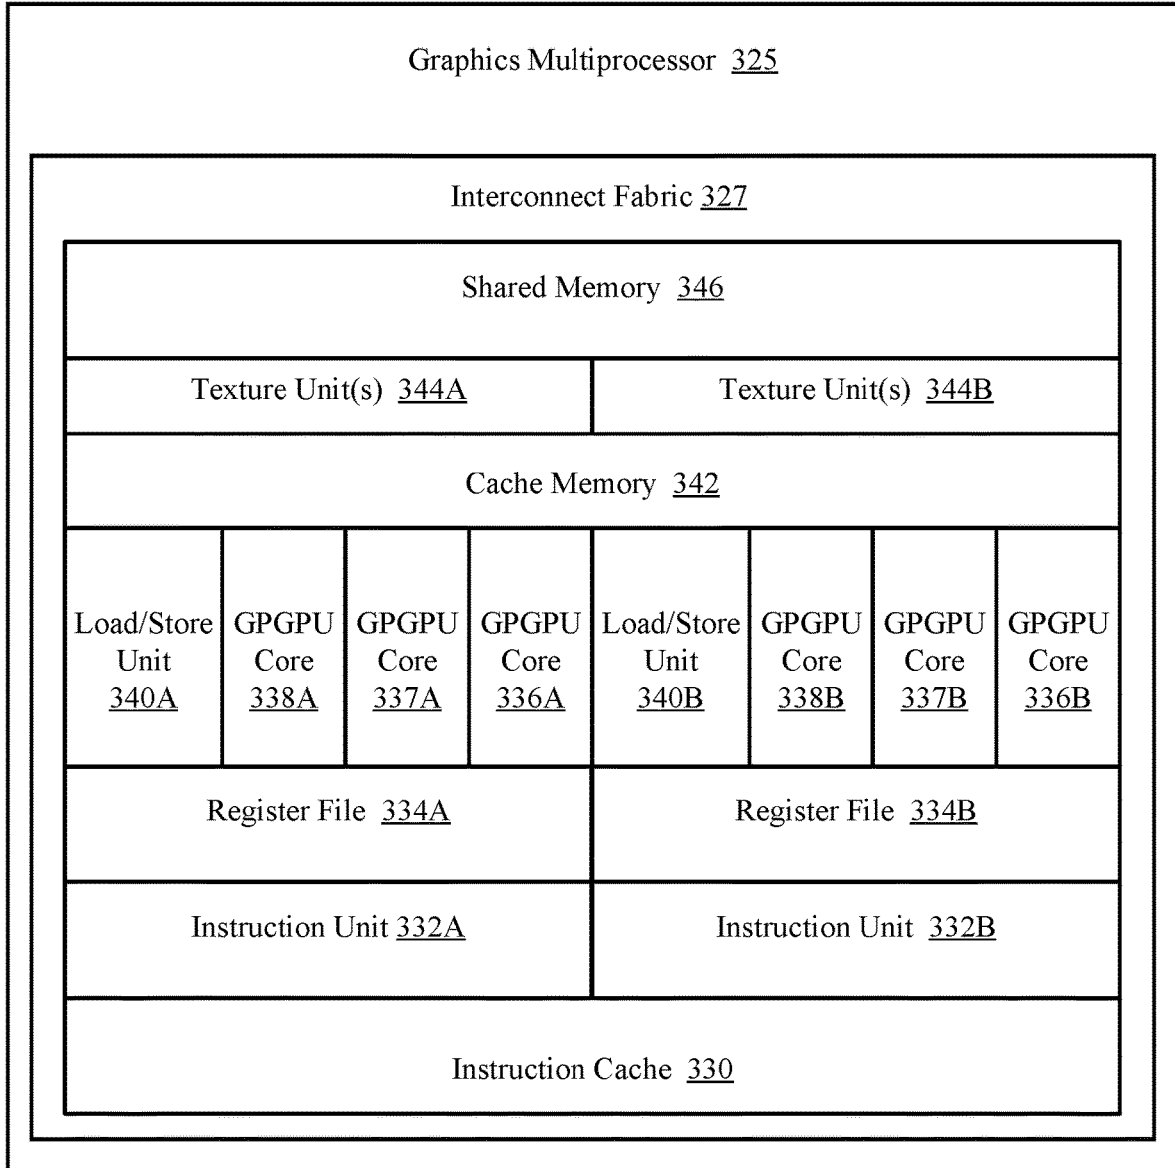 Graphics Multiprocessor 325
Interconnect Fabric 327
Shared Memory 346
Texture Unit(s) 344A
Texture Unit(s) 344B
Cache Memory 342
Load/Store
Unit
340A
GPGPU
Core
338A
GPGPU
Core
337A
GPGPU
Core
336A
Load/Store
Unit
340B
GPGPU
Core
338B
GPGPU
Core
337B
GPGPU
Core
336B
Register File 334A
Register File 334B
Instruction Unit 332A
Instruction Unit 332B
Instruction Cache 330